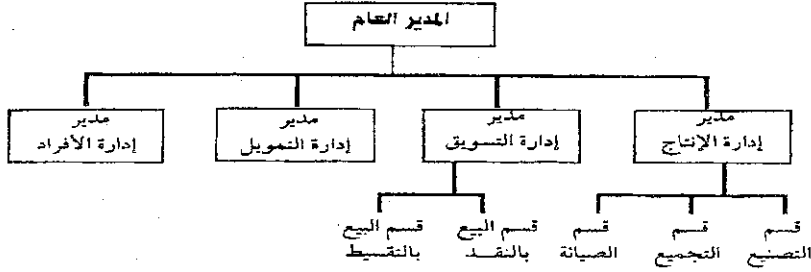 المدير العام
مدير
إدارة الإنتاج
مدير
إدارة التسويق
مدير
إدارة التمويل
مدير
إدارة الأفراد
قسم
التصنيع
قسم
التجميع
قسم
الصيانة
قسم البيع
بالنقد
قسم البيع
بالتقسيط